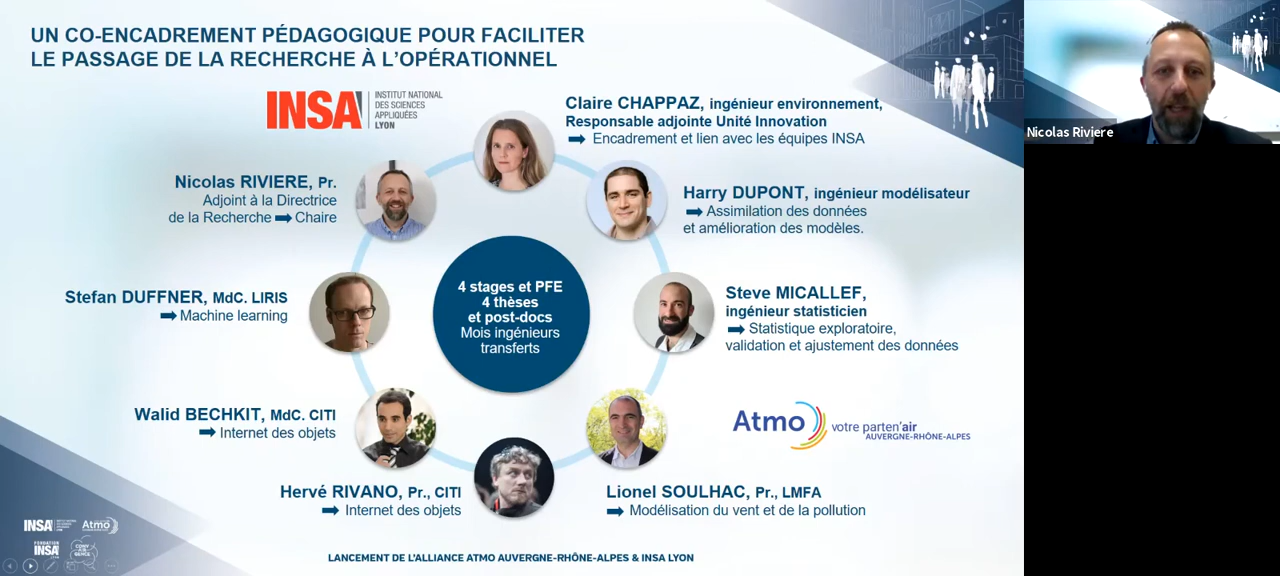 UN CO-ENCADREMENT PÉDAGOGIQUE POUR FACILITER
LE PASSAGE DE LA RECHERCHE À L'OPÉRATIONNEL
INSA
INSTITUT NATIONAL
DES SCIENCES
APPLIQUÉES
LYON
Claire CHAPPAZ, ingénieur environnement,
Responsable adjointe Unité Innovation
Encadrement et lien avec les équipes INSA
Nicolas RIVIERE, Pr.
Adjoint à la Directrice
de la Recherche Chaire
Harry DUPONT, ingénieur modélisateur
Assimilation des données
et amélioration des modèles.
Stefan DUFFNER, MdC. LIRIS
Machine learning
4 stages et PFE
4 thèses
et post-docs
Mois ingénieurs
transferts
Steve MICALLEF,
ingénieur statisticien
Statistique exploratoire,
validation et ajustement des données
Walid BECHKIT, MdC. CITI
Internet des objets
Atmo
votre parten'air
AUVERGNE-RHÔNE-ALPES
Hervé RIVANO, Pr., CITI
Internet des objets
Lionel SOULHAC, Pr., LMFA
Modélisation du vent et de la pollution
INSA
Atmo
FONDATION
INSA
LANCEMENT DE L'ALLIANCE ATMO AUVERGNE-RHÔNE-ALPES & INSA LYON
Nicolas Riviere